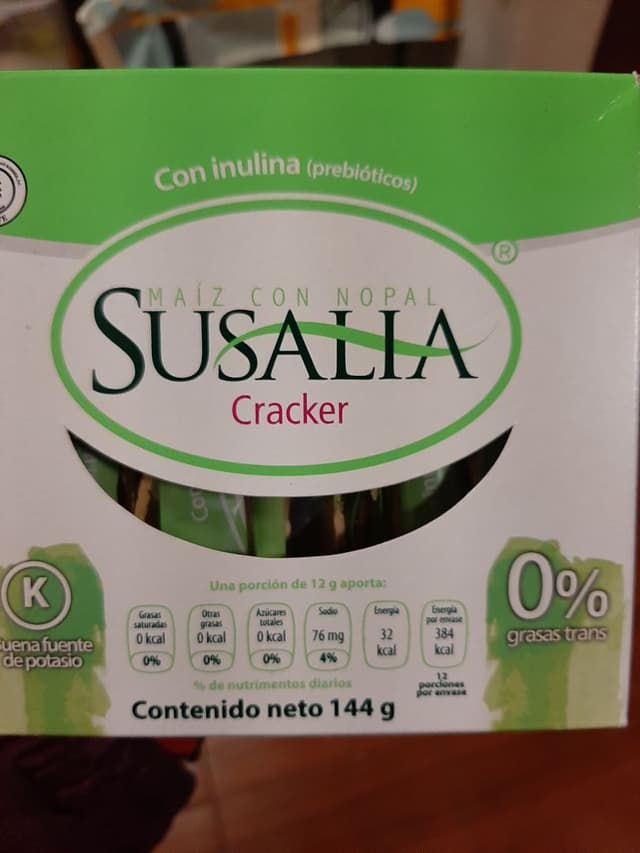 Con inulina (prebióticos)
®
MAÍZ CON NOPAL
SUSALIA
Cracker
Una porción de 12 g aporta:
Grasas saturadas
0 kcal
0%
Otras grasas
0 kcal
0%
Azúcares totales
0 kcal
0%
Sodio
76 mg
4%
Energía
32
kcal
Energía por envase
384
kcal
12
porciones
por envase
% de nutrimentos diarios
Contenido neto 144 g
K
uena fuente
de potasio
0%
grasas trans